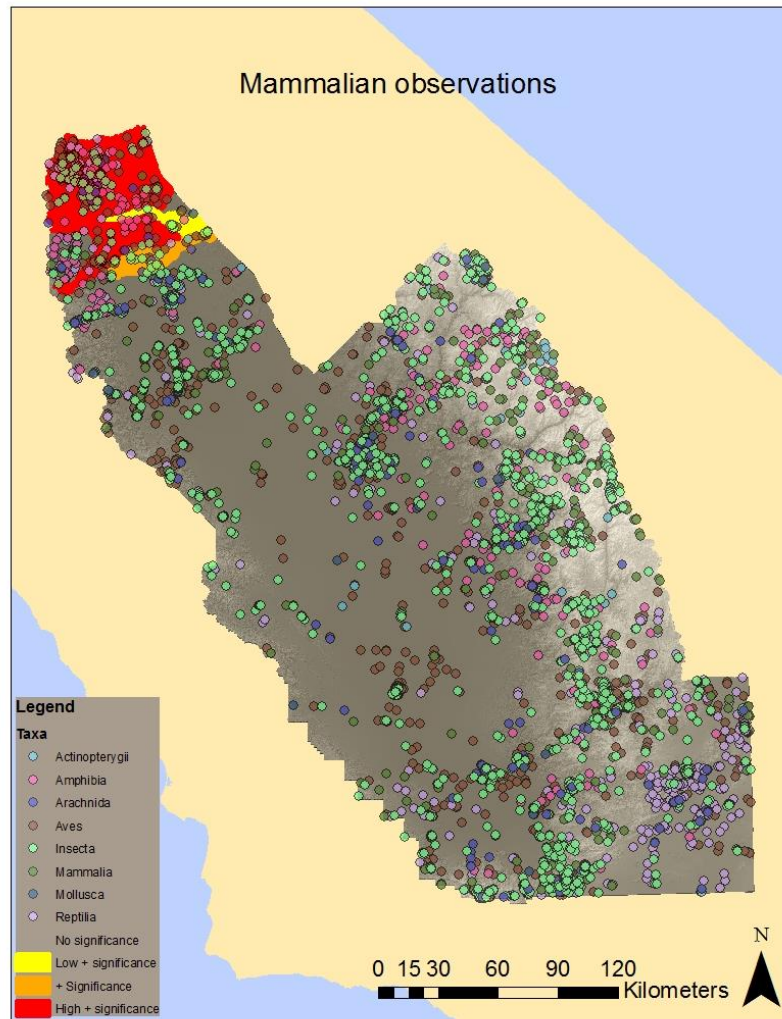 Mammalian observations
Legend
Taxa
Actinopterygii
Amphibia
Arachnida
Aves
Insecta
Mammalia
Mollusca
Reptilia
No significance
Low + significance
+ Significance
High + significance
N
0 15 30 60 90 120
Kilometers